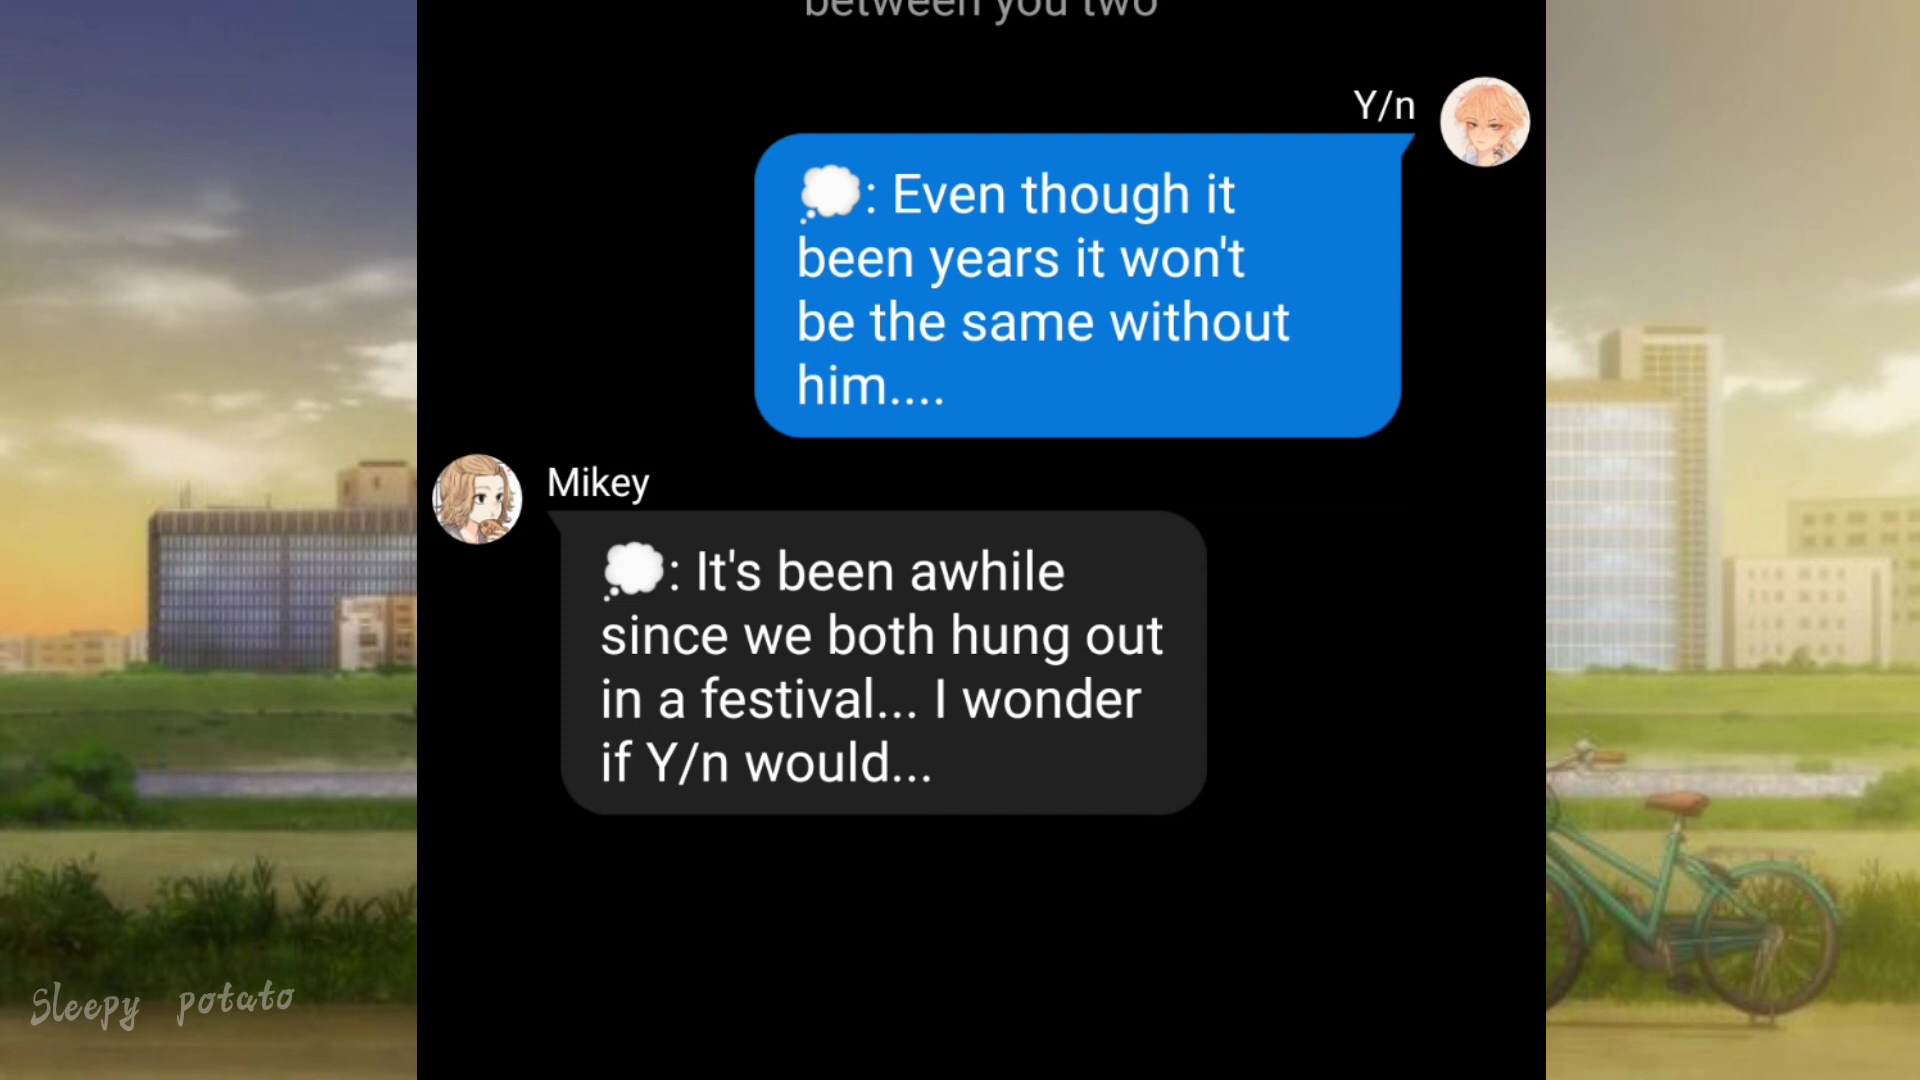 between you two
Y/n
💭: Even though it
been years it won't
be the same without
him....
Mikey
💭: It's been awhile
since we both hung out
in a festival... I wonder
if Y/n would...
Sleepy potato